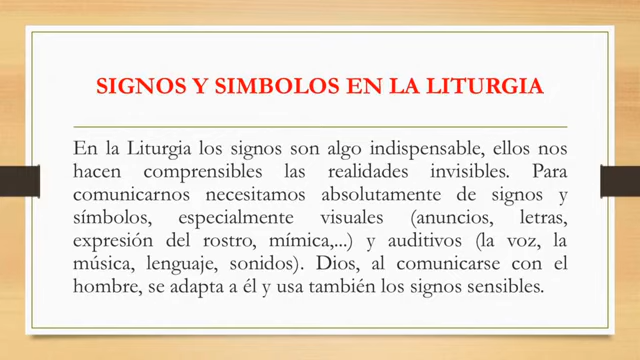 SIGNOS Y SIMBOLOS EN LA LITURGIA
En la Liturgia los signos son algo indispensable, ellos nos
hacen comprensibles las realidades invisibles. Para
comunicarnos necesitamos absolutamente de signos y
símbolos, especialmente visuales (anuncios, letras,
expresión del rostro, mímica,...) y auditivos (la voz, la
música, lenguaje, sonidos). Dios, al comunicarse con el
hombre, se adapta a él y usa también los signos sensibles.